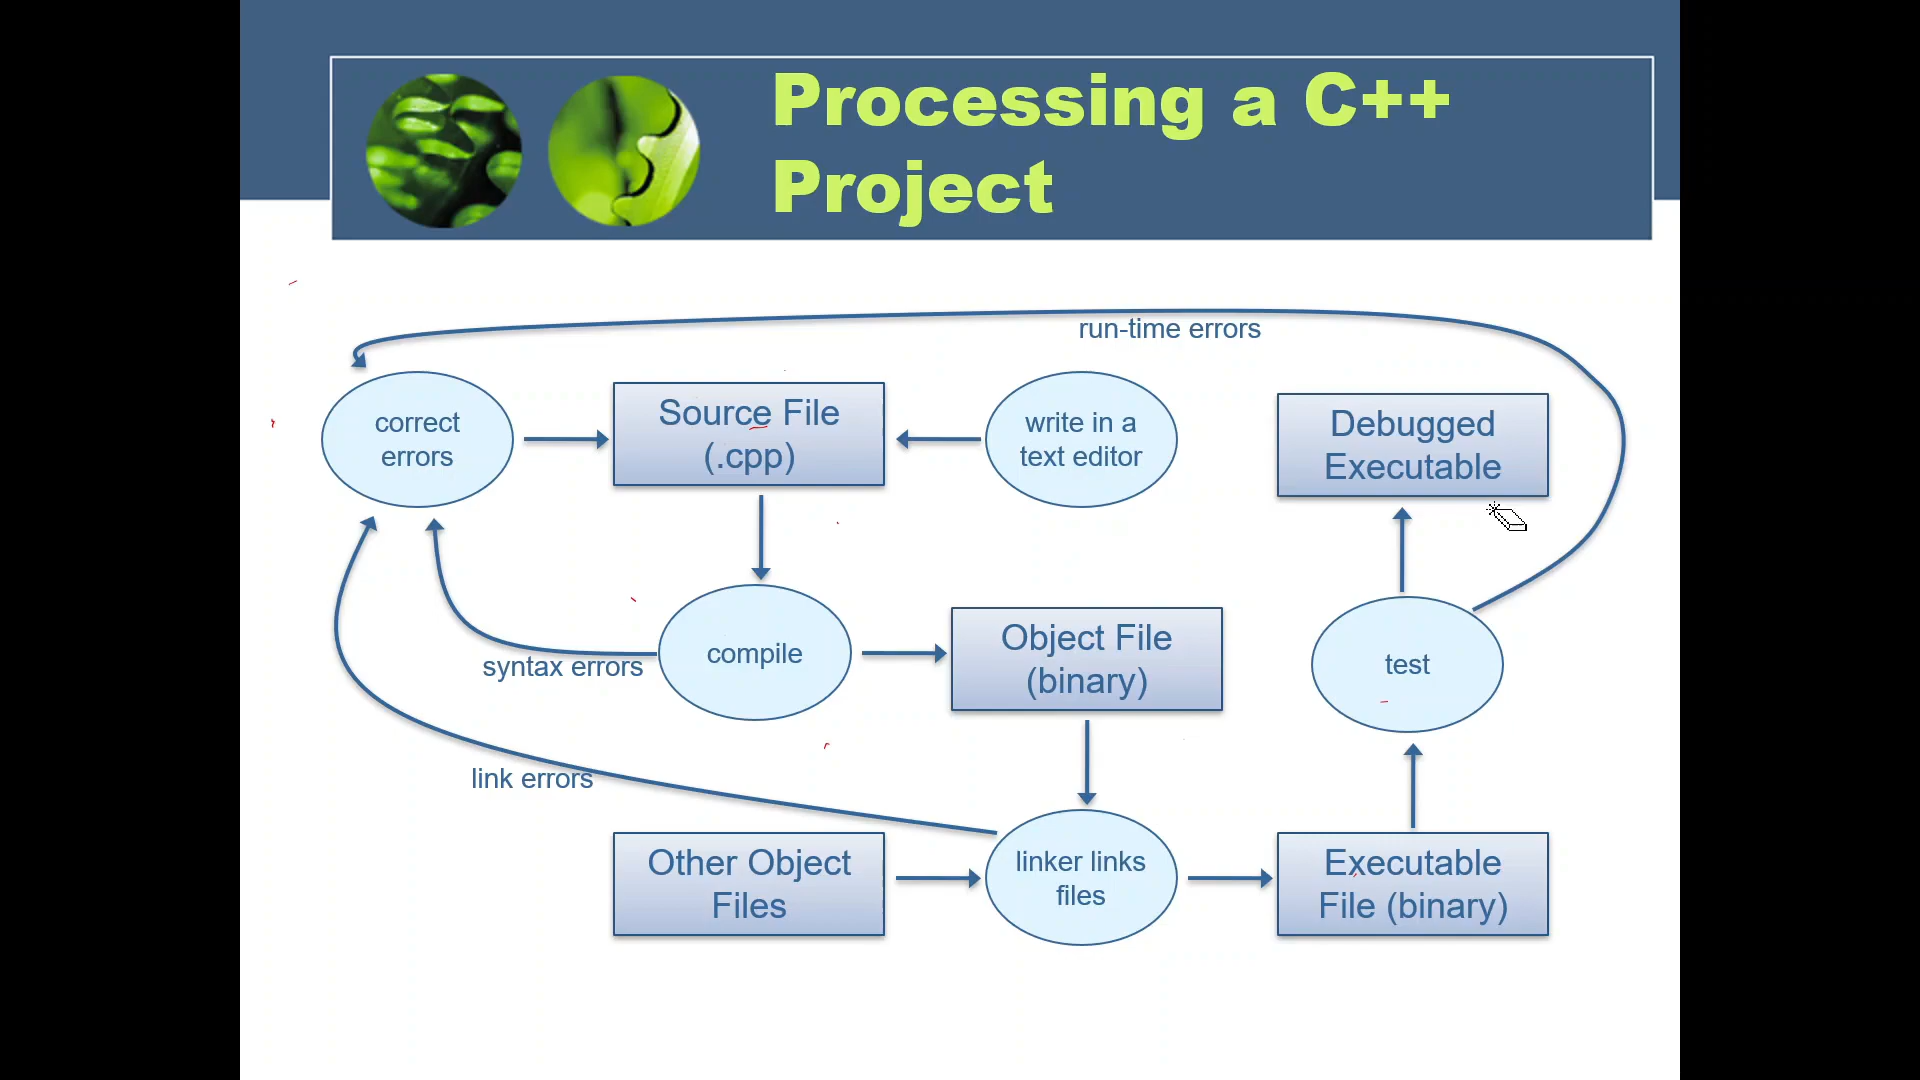 Processing a C++
Project
run-time errors
correct
errors
Source File
(.cpp)
write in a
text editor
Debugged
Executable
syntax errors
compile
Object File
(binary)
test
link errors
Other Object
Files
linker links
files
Executable
File (binary)